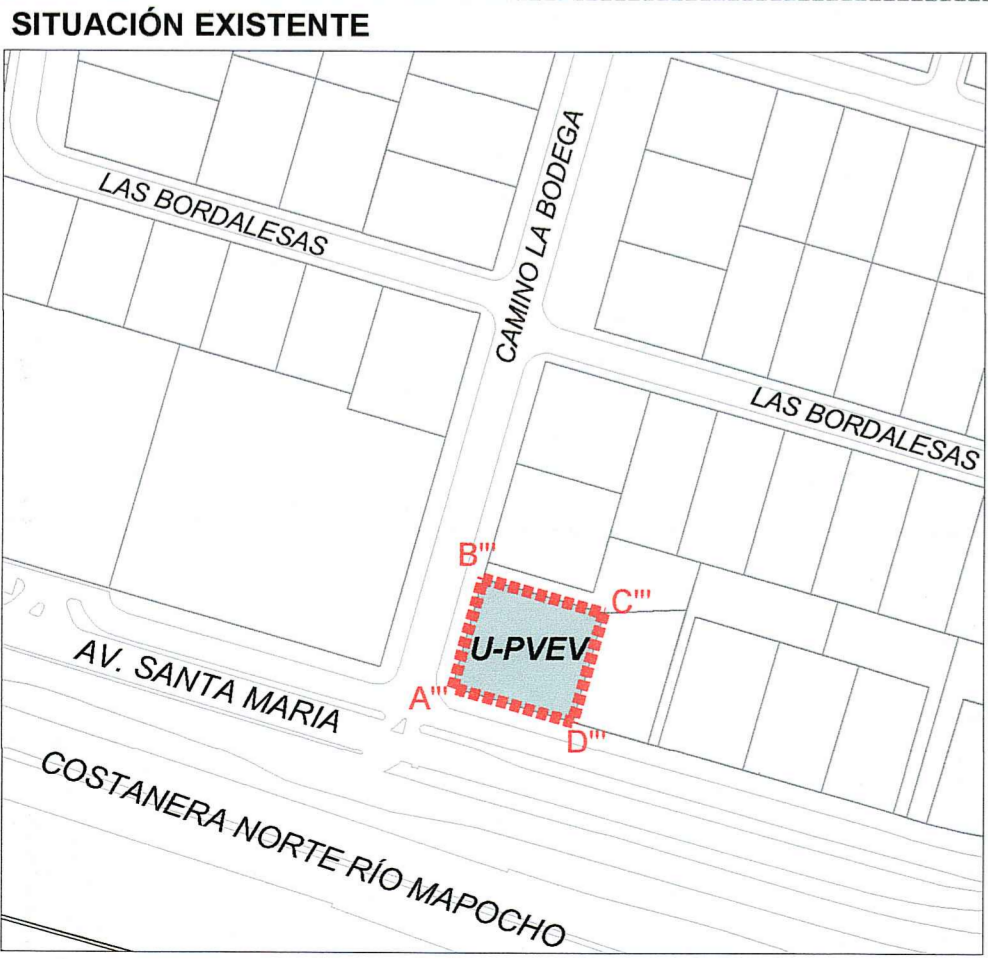 SITUACIÓN EXISTENTE
LAS BORDALESAS
CAMINO LA BODEGA
LAS BORDALESAS
B'''
C'''
U-PVEV
A'''
D'''
AV. SANTA MARIA
COSTANERA NORTE RÍO MAPOCHO